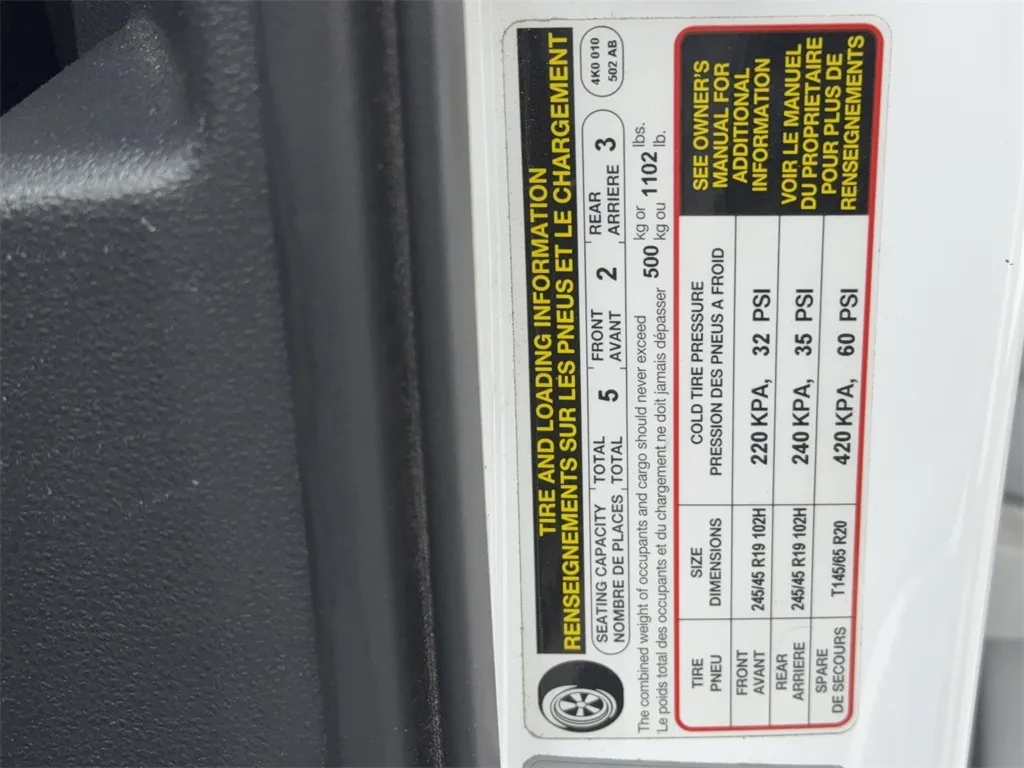 TIRE AND LOADING INFORMATION
RENSEIGNEMENTS SUR LES PNEUS ET LE CHARGEMENT
4K0 010
502 AB
SEATING CAPACITY TOTAL 5 FRONT 2 REAR 3
NOMBRE DE PLACES TOTAL AVANT ARRIERE
The combined weight of occupants and cargo should never exceed 500 kg or 1102 lbs.
Le poids total des occupants et du chargement ne doit jamais dépasser kg ou lb.
TIRE SIZE COLD TIRE PRESSURE
PNEU DIMENSIONS PRESSION DES PNEUS A FROID
FRONT 245/45 R19 102H 220 KPA, 32 PSI
AVANT
REAR 245/45 R19 102H 240 KPA, 35 PSI
ARRIERE
SPARE T145/65 R20 420 KPA, 60 PSI
DE SECOURS
SEE OWNER'S
MANUAL FOR
ADDITIONAL
INFORMATION
VOIR LE MANUEL
DU PROPRIETAIRE
POUR PLUS DE
RENSEIGNEMENTS